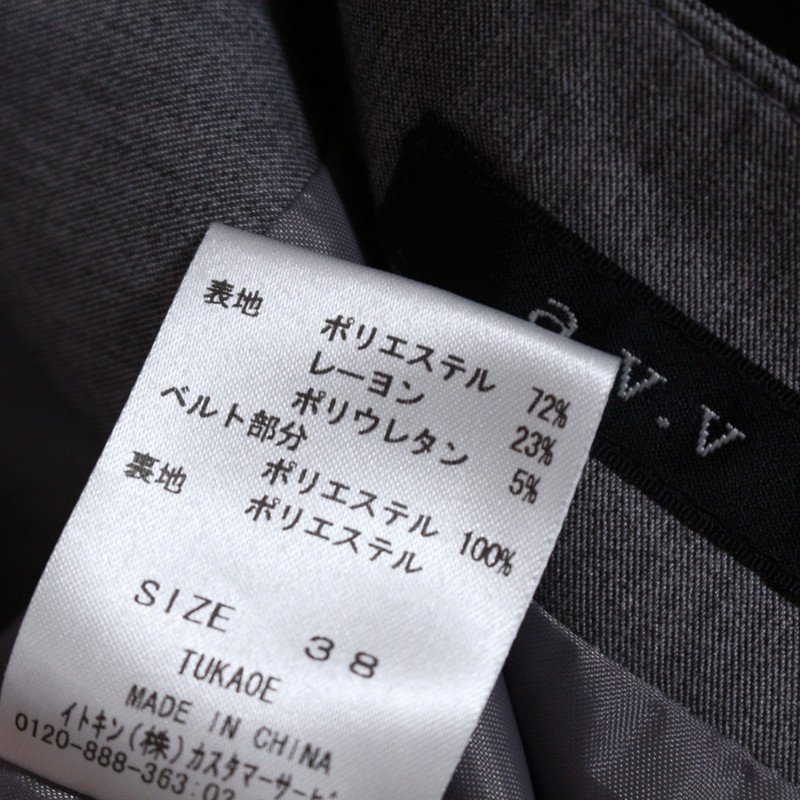 a.v.v
表地 ポリエステル 72%
レーヨン 23%
ポリウレタン 5%
ベルト部分
ポリエステル 100%
裏地 ポリエステル
SIZE 38
TUKAOE
MADE IN CHINA
イトキン(株)カスタマーサービ
0120-888-363:02